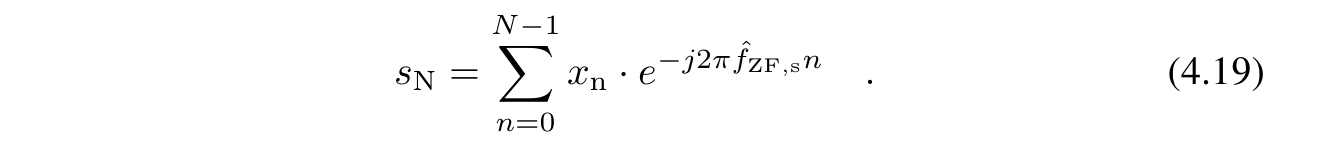 s_N = \sum_{n=0}^{N-1} x_n \cdot e^{-j2\pi \hat{f}_{ZF,s} n} . (4.19)